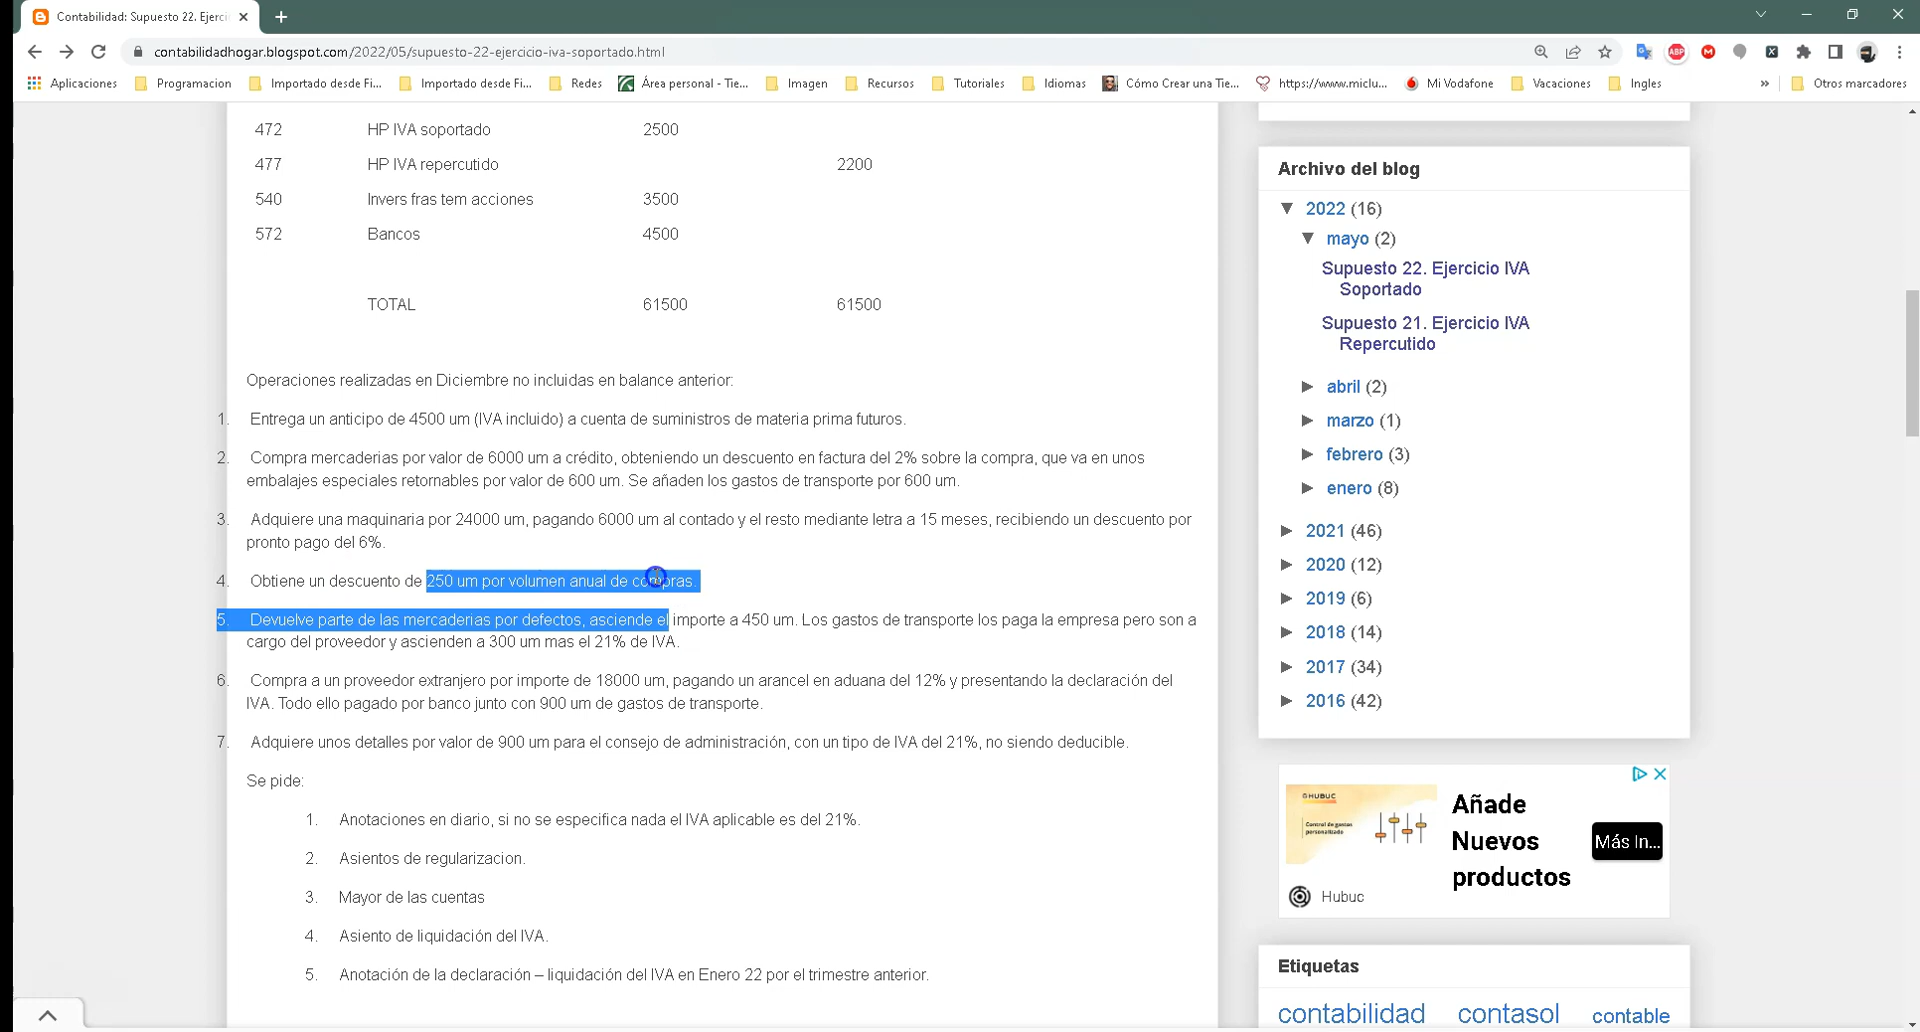 Contabilidad: Supuesto 22. Ejerci
contabilidadhogar.blogspot.com/2022/05/supuesto-22-ejercicio-iva-soportado.html
Aplicaciones Programacion Importado desde Fi... Importado desde Fi... Redes Área personal - Tie... Imagen Recursos Tutoriales Idiomas Cómo Crear una Tie... https://www.miclu... Mi Vodafone Vacaciones Ingles » Otros marcadores
472 HP IVA soportado 2500
477 HP IVA repercutido 2200
540 Invers fras tem acciones 3500
572 Bancos 4500
TOTAL 61500 61500
Operaciones realizadas en Diciembre no incluidas en balance anterior:
1. Entrega un anticipo de 4500 um (IVA incluido) a cuenta de suministros de materia prima futuros.
2. Compra mercaderias por valor de 6000 um a crédito, obteniendo un descuento en factura del 2% sobre la compra, que va en unos
embalajes especiales retornables por valor de 600 um. Se añaden los gastos de transporte por 600 um.
3. Adquiere una maquinaria por 24000 um, pagando 6000 um al contado y el resto mediante letra a 15 meses, recibiendo un descuento por
pronto pago del 6%.
4. Obtiene un descuento de 250 um por volumen anual de compras.
5. Devuelve parte de las mercaderias por defectos, asciende el importe a 450 um. Los gastos de transporte los paga la empresa pero son a
cargo del proveedor y ascienden a 300 um mas el 21% de IVA.
6. Compra a un proveedor extranjero por importe de 18000 um, pagando un arancel en aduana del 12% y presentando la declaración del
IVA. Todo ello pagado por banco junto con 900 um de gastos de transporte.
7. Adquiere unos detalles por valor de 900 um para el consejo de administración, con un tipo de IVA del 21%, no siendo deducible.
Se pide:
1. Anotaciones en diario, si no se especifica nada el IVA aplicable es del 21%.
2. Asientos de regularizacion.
3. Mayor de las cuentas
4. Asiento de liquidación del IVA.
5. Anotación de la declaración – liquidación del IVA en Enero 22 por el trimestre anterior.
Archivo del blog
▼ 2022 (16)
▼ mayo (2)
Supuesto 22. Ejercicio IVA
Soportado
Supuesto 21. Ejercicio IVA
Repercutido
► abril (2)
► marzo (1)
► febrero (3)
► enero (8)
► 2021 (46)
► 2020 (12)
► 2019 (6)
► 2018 (14)
► 2017 (34)
► 2016 (42)
HUBUC
Control de gastos
personalizado
Añade
Nuevos
productos
Más In...
Hubuc
Etiquetas
contabilidad contasol contable